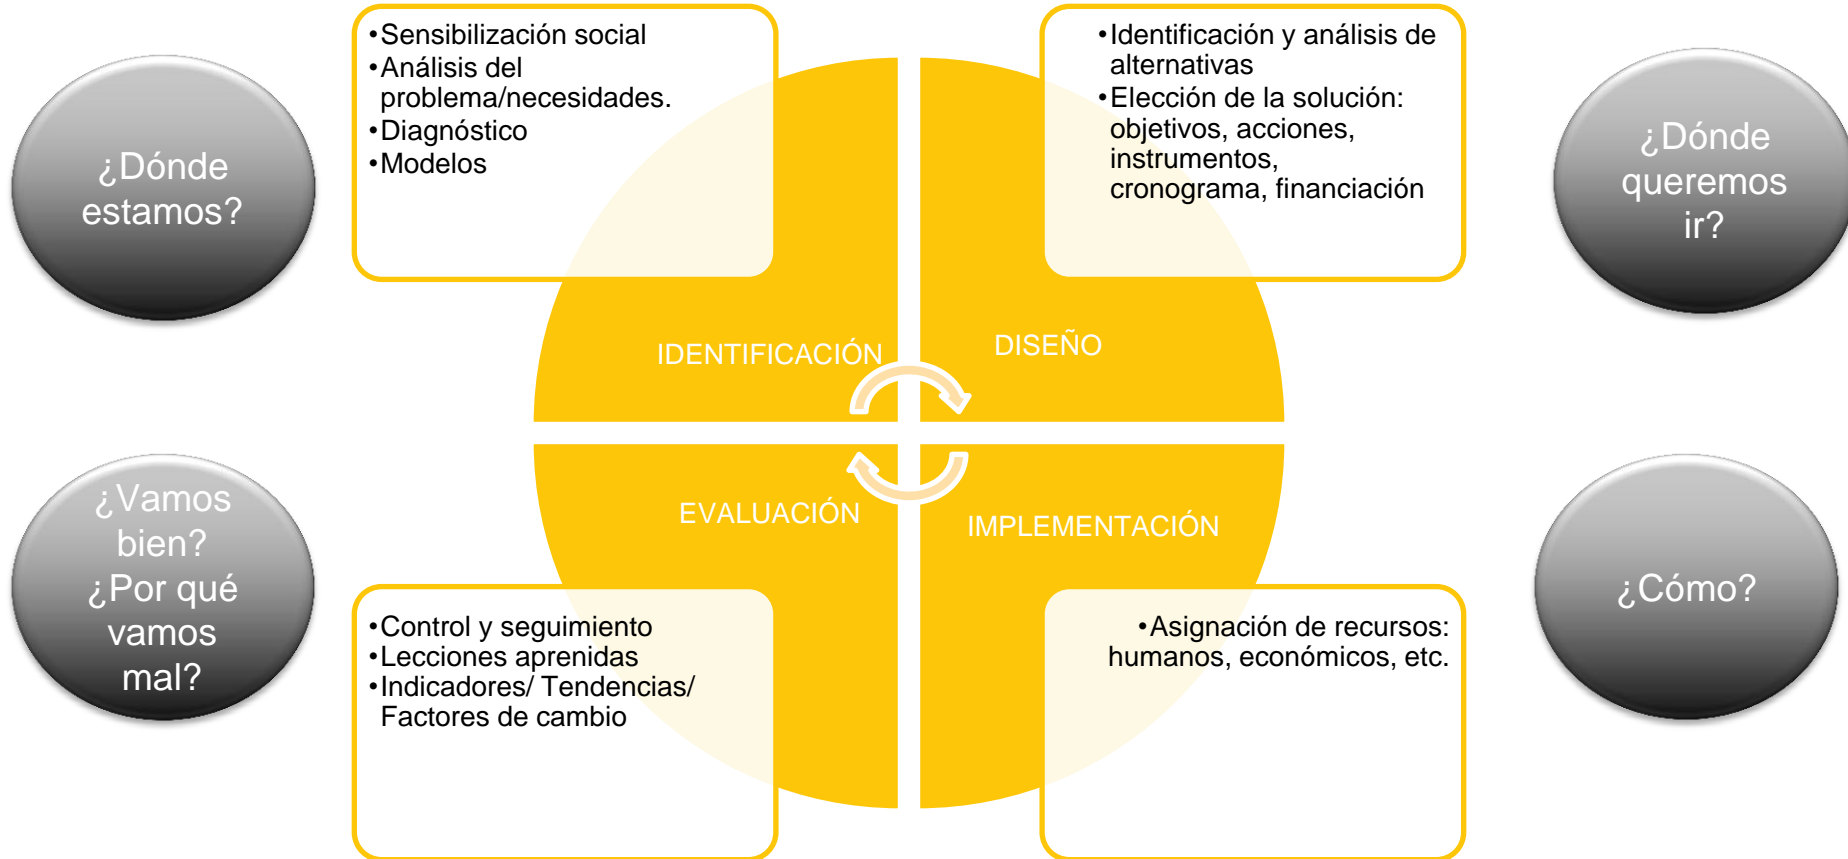 ¿Dónde
estamos?
•Sensibilización social
•Análisis del
problema/necesidades.
•Diagnóstico
•Modelos
•Identificación y análisis de
alternativas
•Elección de la solución:
objetivos, acciones,
instrumentos,
cronograma, financiación
¿Dónde
queremos
ir?
IDENTIFICACIÓN
DISEÑO
¿Vamos
bien?
¿Por qué
vamos
mal?
EVALUACIÓN
IMPLEMENTACIÓN
•Control y seguimiento
•Lecciones aprenidas
•Indicadores/ Tendencias/
Factores de cambio
•Asignación de recursos:
humanos, económicos, etc.
¿Cómo?